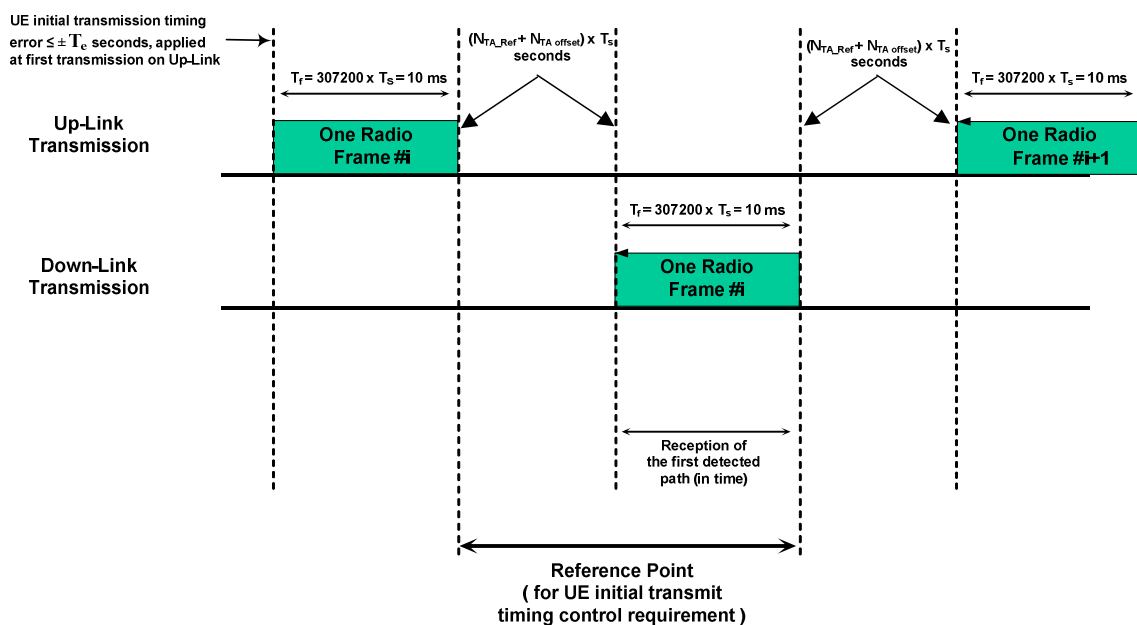 UE initial transmission timing
error ≤ ± Te seconds, applied
at first transmission on Up-Link
(NTA_Ref + NTA offset) x Ts
seconds
(NTA_Ref + NTA offset) x Ts
seconds
Tf = 307200 x TS = 10 ms
Tf = 307200 x Ts = 10 ms
Up-Link
Transmission
One Radio
Frame #i
One Radio
Frame #i+1
Tf = 307200 x Ts = 10 ms
Down-Link
Transmission
One Radio
Frame #i
Reception of
the first detected
path (in time)
Reference Point
( for UE initial transmit
timing control requirement )